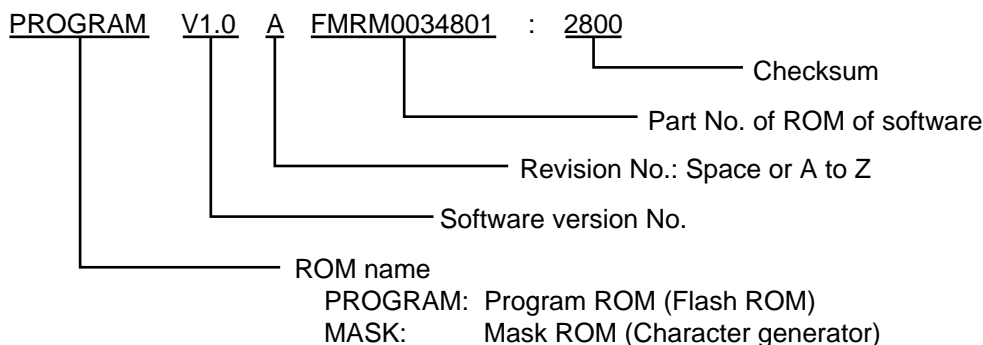 PROGRAM V1.0 A FMRM0034801 : 2800
Checksum
Part No. of ROM of software
Revision No.: Space or A to Z
Software version No.
ROM name
PROGRAM: Program ROM (Flash ROM)
MASK: Mask ROM (Character generator)